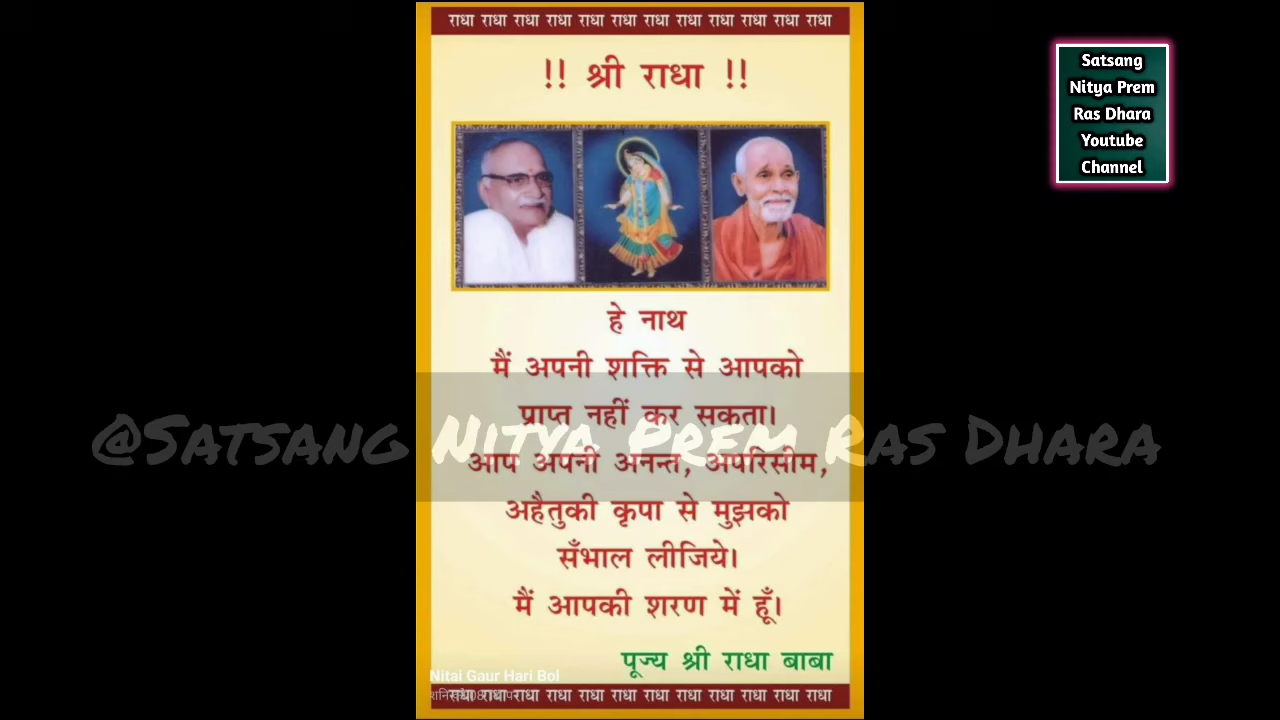 राधा राधा राधा राधा राधा राधा राधा राधा राधा राधा राधा राधा
!! श्री राधा !!
Satsang
Nitya Prem
Ras Dhara
Youtube
Channel
हे नाथ
मैं अपनी शक्ति से आपको
प्राप्त नहीं कर सकता।
@Satsang Nitya Prem Ras Dhara
आप अपनी अनन्त, अपरिसीम,
अहैतुकी कृपा से मुझको
सँभाल लीजिये।
मैं आपकी शरण में हूँ।
पूज्य श्री राधा बाबा
Nitai Gaur Hari Bol
राधा राधा राधा राधा राधा राधा राधा राधा राधा राधा राधा